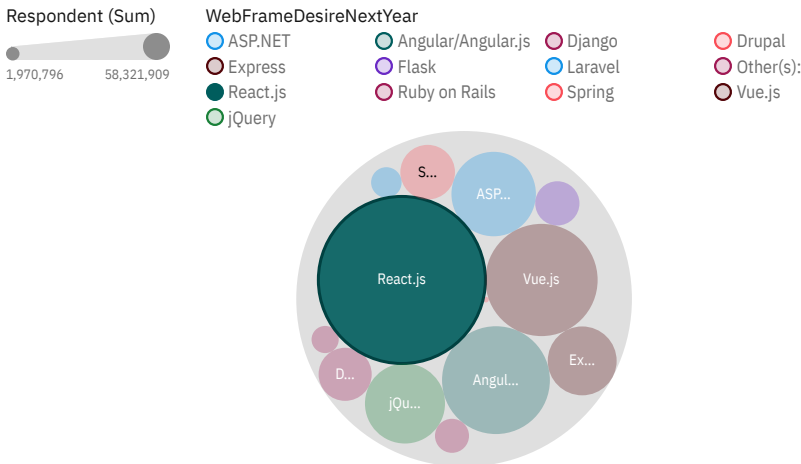 Respondent (Sum)
1,970,796 58,321,909
WebFrameDesireNextYear
ASP.NET Angular/Angular.js Django Drupal
Express Flask Laravel Other(s):
React.js Ruby on Rails Spring Vue.js
jQuery
S...
ASP...
React.js
Vue.js
Ex...
D...
Angul...
jQu...